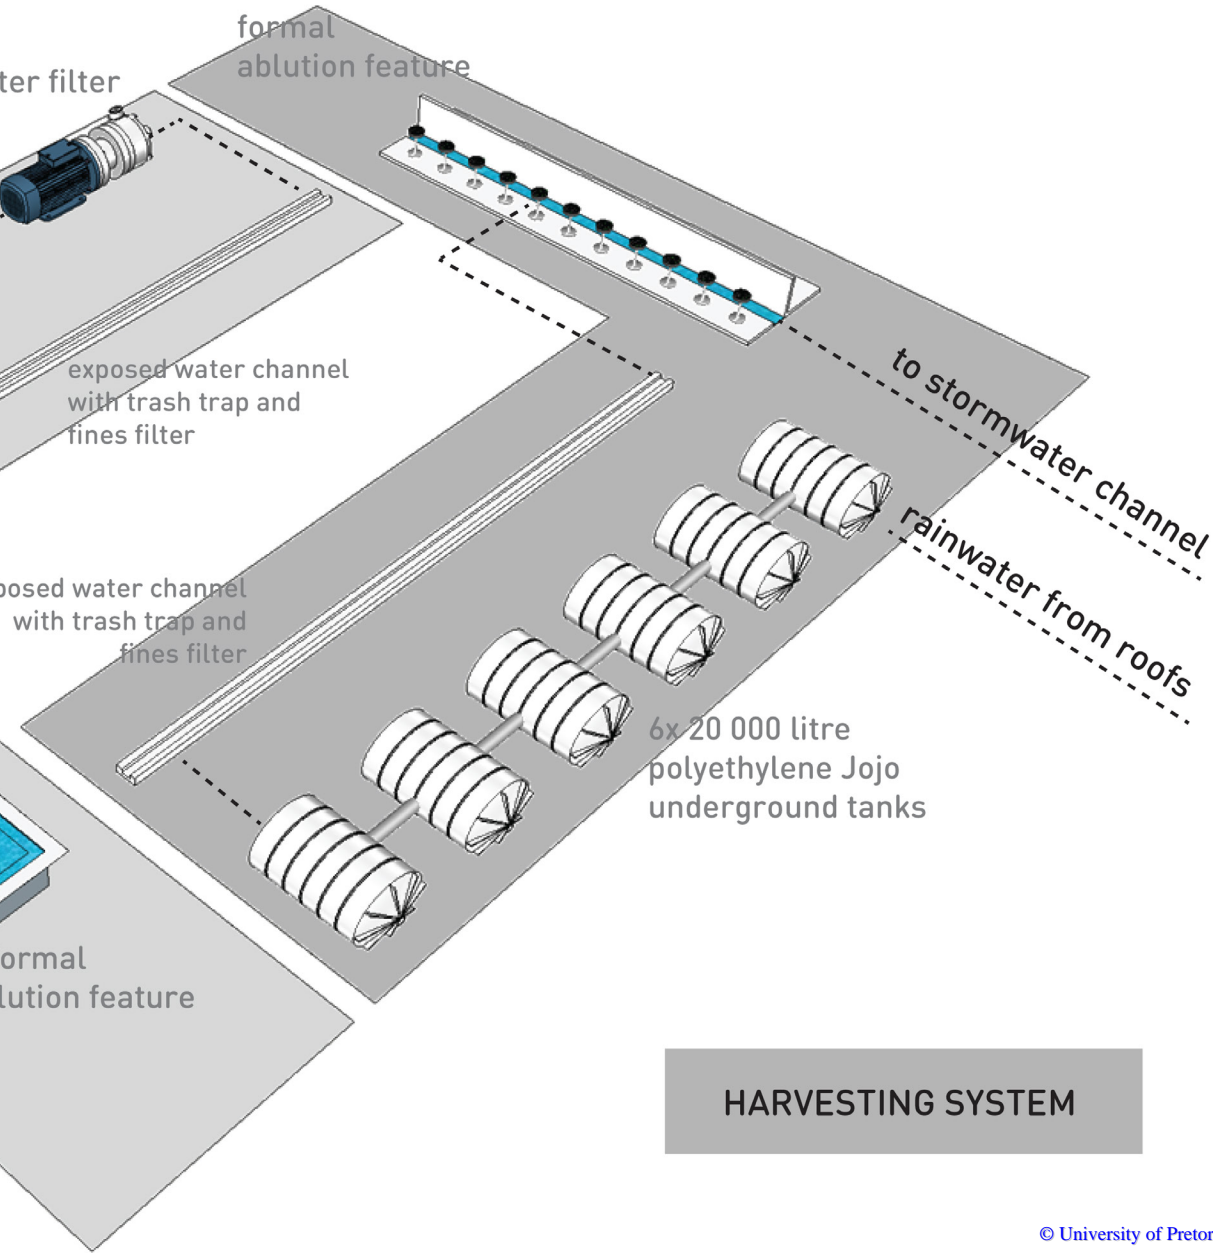 formal
ablution feature
ter filter
to stormwater channel
exposed water channel
with trash trap and
fines filter
rainwater from roofs
posed water channel
with trash trap and
fines filter
6x 20 000 litre
polyethylene Jojo
underground tanks
ormal
lution feature
HARVESTING SYSTEM
© University of Pretor